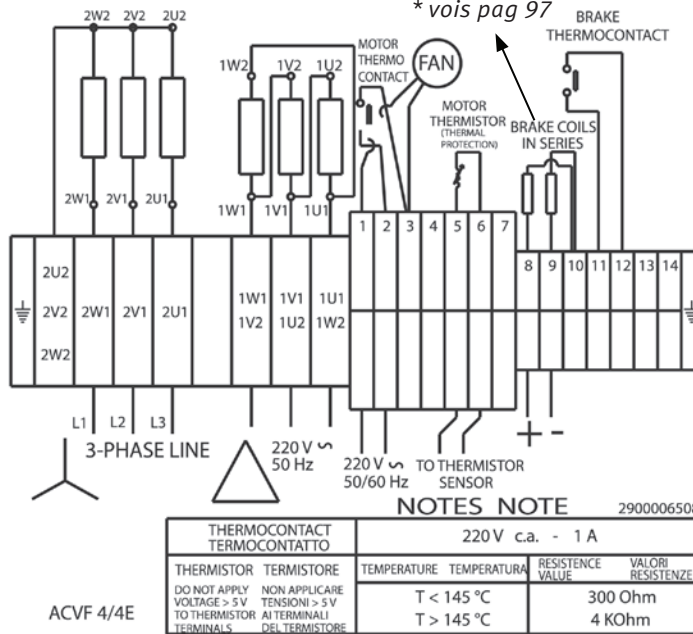 * vois pag 97
2W2 2V2 2U2
1W2 1V2 1U2
MOTOR
THERMO
CONTACT
FAN
BRAKE
THERMOCONTACT
MOTOR
THERMISTOR
(THERMAL
PROTECTION)
BRAKE COILS
IN SERIES
2W1 2V1 2U1
1W1 1V1 1U1
1 2 3 4 5 6 7
8 9 10 11 12 13 14
2U2
2V2 2W1 2V1 2U1
2W2
1W1 1V1 1U1
1V2 1U2 1W2
L1 L2 L3
3-PHASE LINE
220 V ~
50 Hz
220 V ~
50/60 Hz
TO THERMISTOR
SENSOR
+ -
NOTES NOTE
2900006508
THERMOCONTACT
TERMOCONTATTO
220 V c.a. - 1 A
THERMISTOR TERMISTORE
TEMPERATURE TEMPERATURA
RESISTENCE
VALUE
VALORI
RESISTENZE
DO NOT APPLY
VOLTAGE > 5 V
TO THERMISTOR
TERMINALS
NON APPLICARE
TENSIONI > 5 V
AI TERMINALI
DEL TERMISTORE
T < 145 °C 300 Ohm
T > 145 °C 4 KOhm
ACVF 4/4E